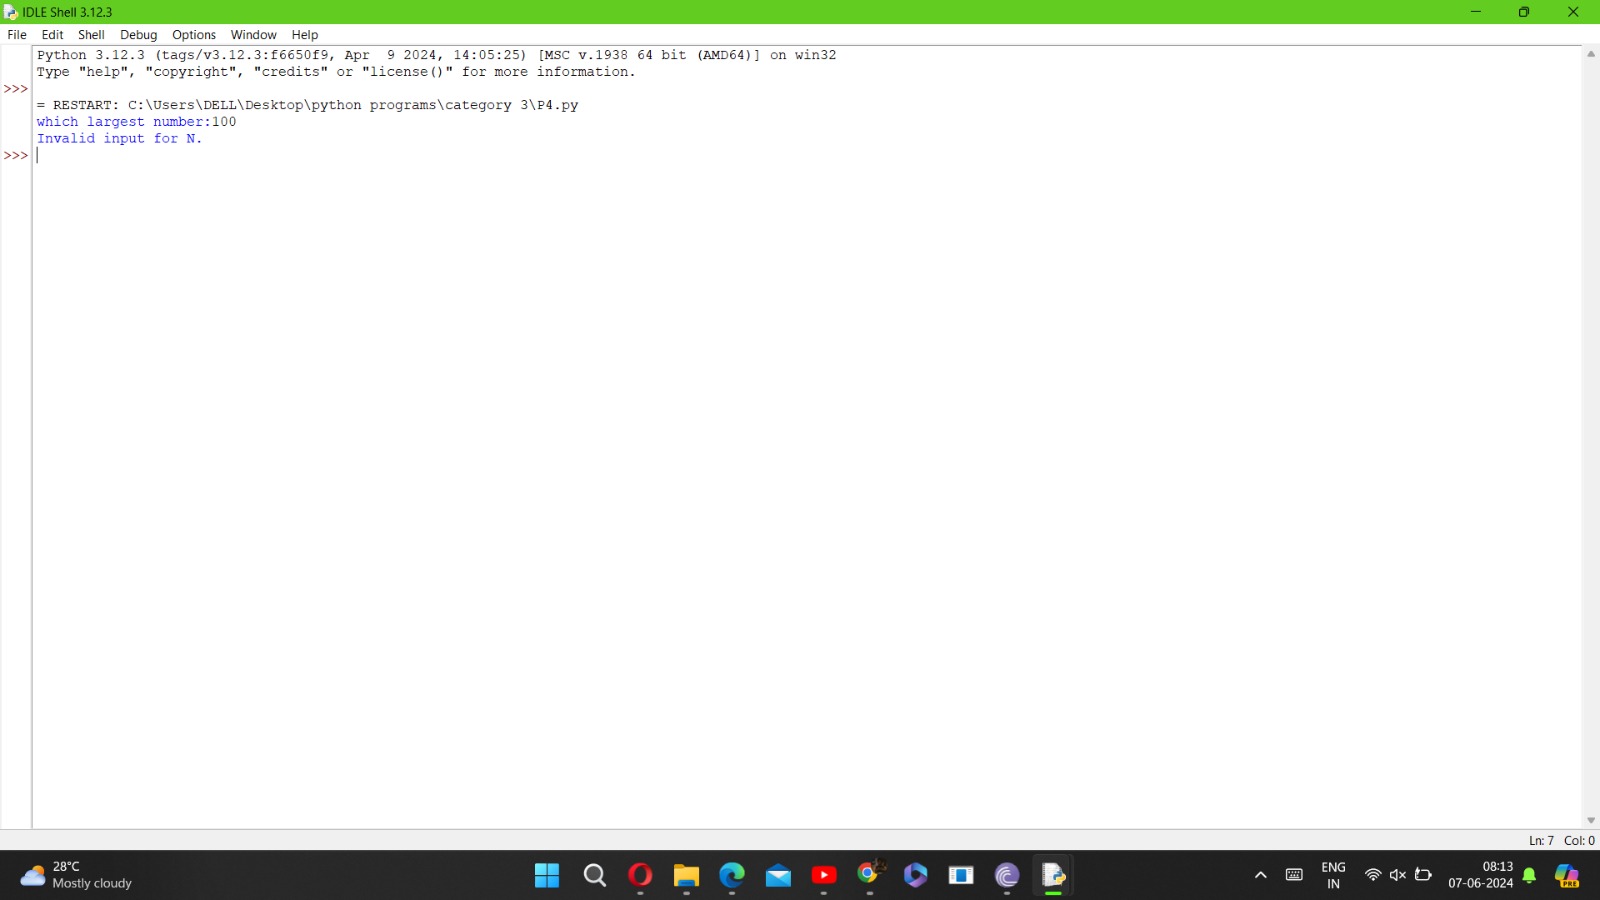 IDLE Shell 3.12.3
File Edit Shell Debug Options Window Help
Python 3.12.3 (tags/v3.12.3:f6650f9, Apr  9 2024, 14:05:25) [MSC v.1938 64 bit (AMD64)] on win32
Type "help", "copyright", "credits" or "license()" for more information.
>>>
= RESTART: C:\Users\DELL\Desktop\python programs\category 3\P4.py
which largest number:100
Invalid input for N.
>>>
Ln: 7 Col: 0
28°C
Mostly cloudy
ENG
IN
08:13
07-06-2024
PRE